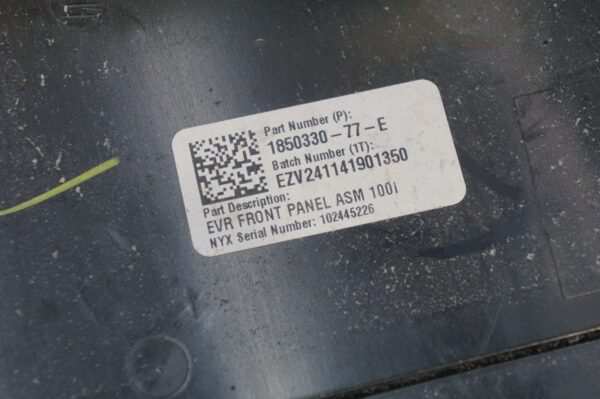 Part Number (P):
1850330-77-E
Batch Number (1T):
EZV241141901350
Part Description:
EVR FRONT PANEL ASM 100i
NYX Serial Number: 102445226